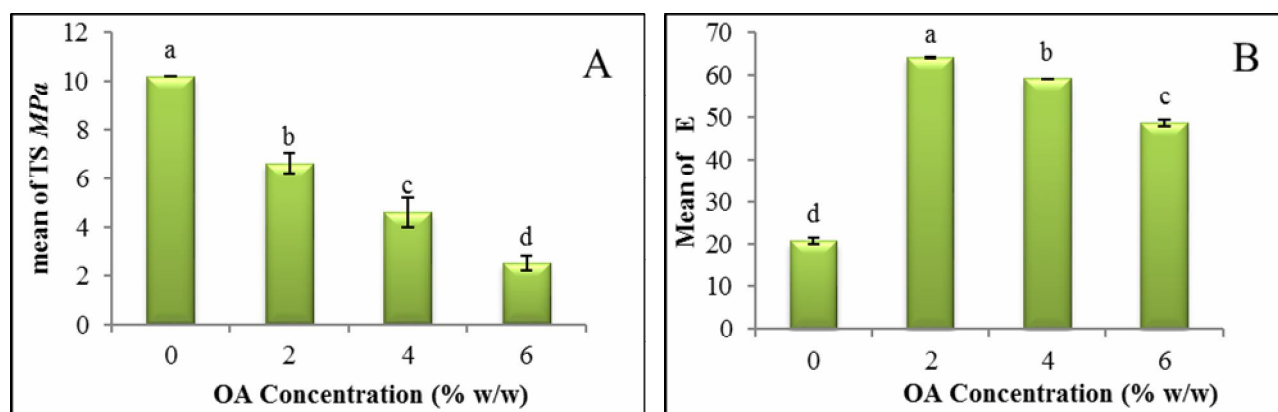 A
mean of TS MPa
12
10
8
6
4
2
0
a
b
c
d
0 2 4 6
OA Concentration (% w/w)
B
Mean of E
70
60
50
40
30
20
10
0
d
a
b
c
0 2 4 6
OA Concentration (% w/w)